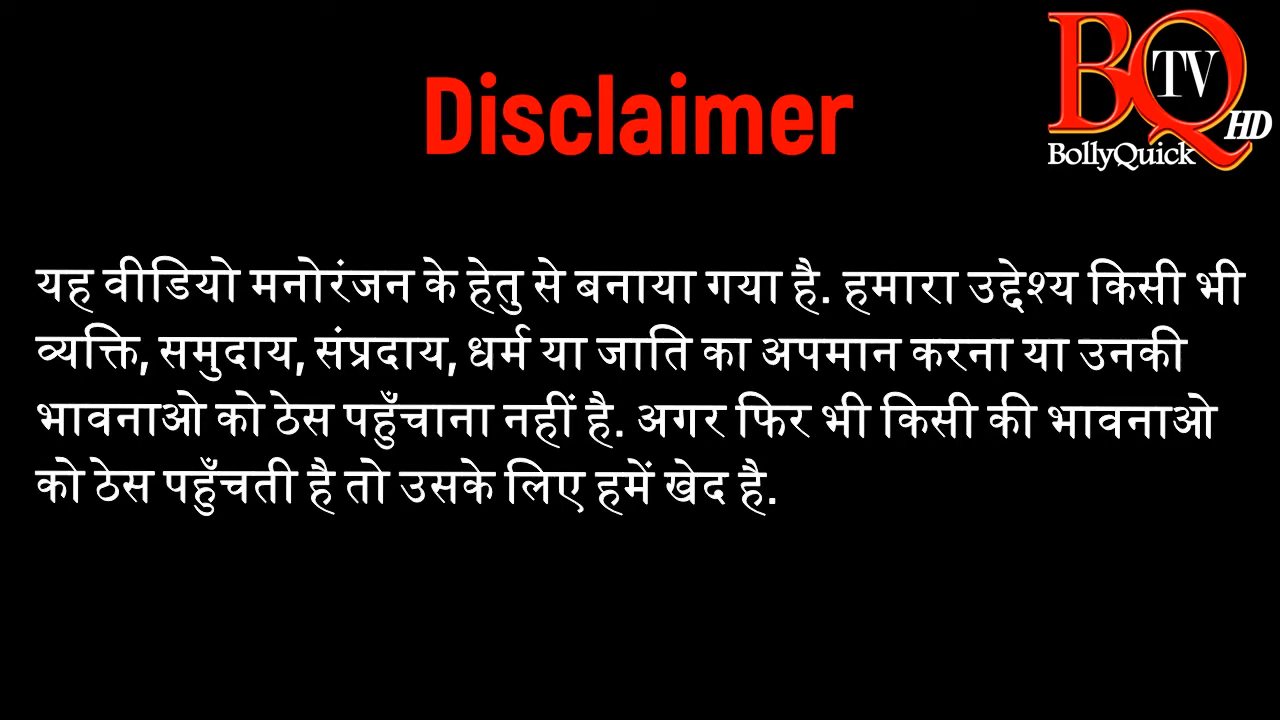 Disclaimer
BQ TV HD
BollyQuick
यह वीडियो मनोरंजन के हेतु से बनाया गया है. हमारा उद्देश्य किसी भी
व्यक्ति, समुदाय, संप्रदाय, धर्म या जाति का अपमान करना या उनकी
भावनाओ को ठेस पहुँचाना नहीं है. अगर फिर भी किसी की भावनाओ
को ठेस पहुँचती है तो उसके लिए हमें खेद है.